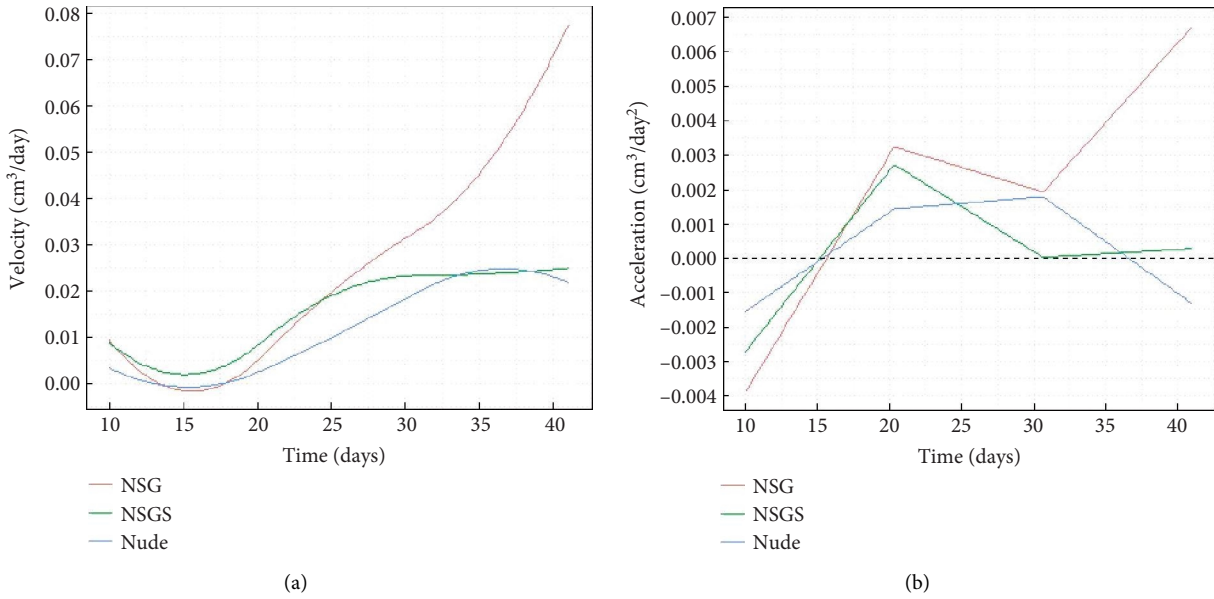 0.08
0.07
0.06
0.05
0.04
0.03
0.02
0.01
0.00
Velocity (cm³/day)
10 15 20 25 30 35 40
Time (days)
NSG
NSGS
Nude
(a)
0.007
0.006
0.005
0.004
0.003
0.002
0.001
0.000
−0.001
−0.002
−0.003
−0.004
Acceleration (cm³/day²)
10 15 20 25 30 35 40
Time (days)
NSG
NSGS
Nude
(b)